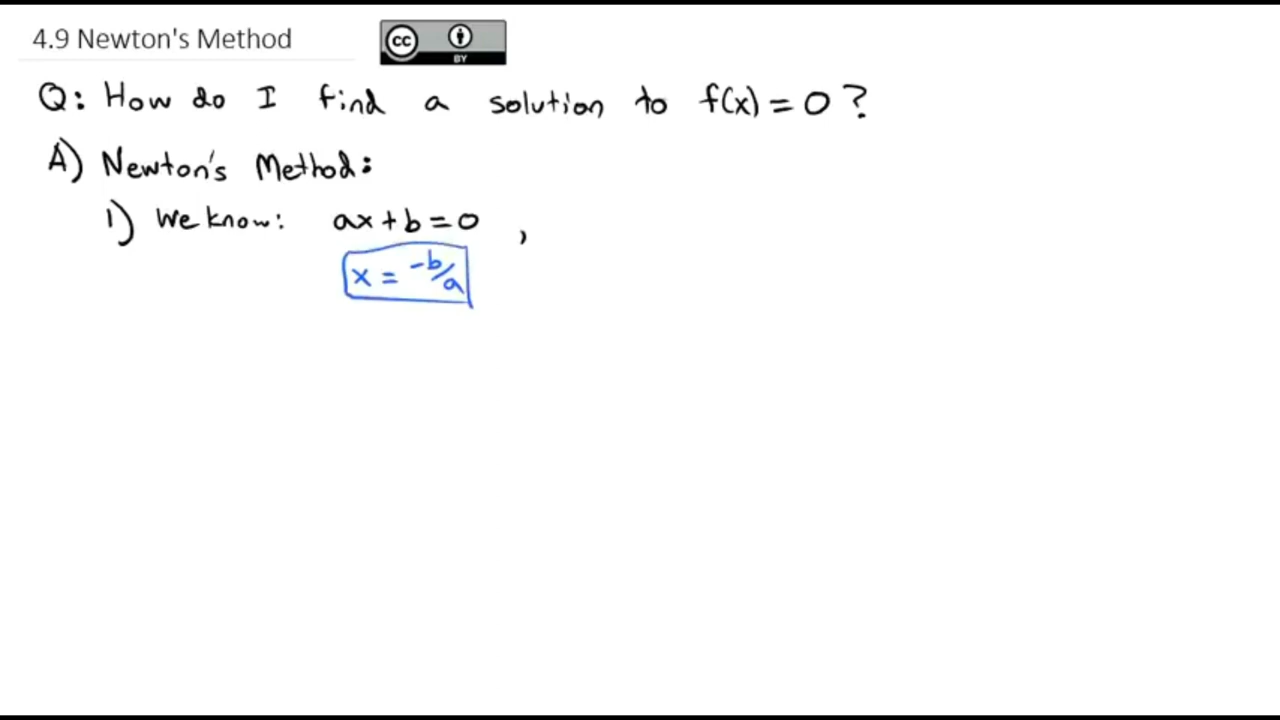 4.9 Newton's Method
cc BY
Q: How do I find a solution to f(x) = 0?
A) Newton's Method:
1) We know: ax + b = 0 ,
x = -b/a